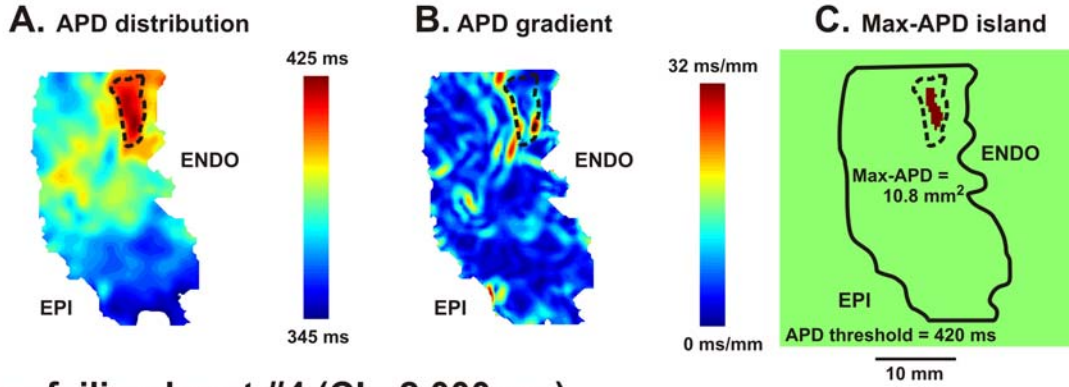 A. APD distribution
B. APD gradient
C. Max-APD island
425 ms
345 ms
ENDO
EPI
32 ms/mm
0 ms/mm
ENDO
Max-APD =
10.8 mm²
ENDO
EPI
APD threshold = 420 ms
10 mm